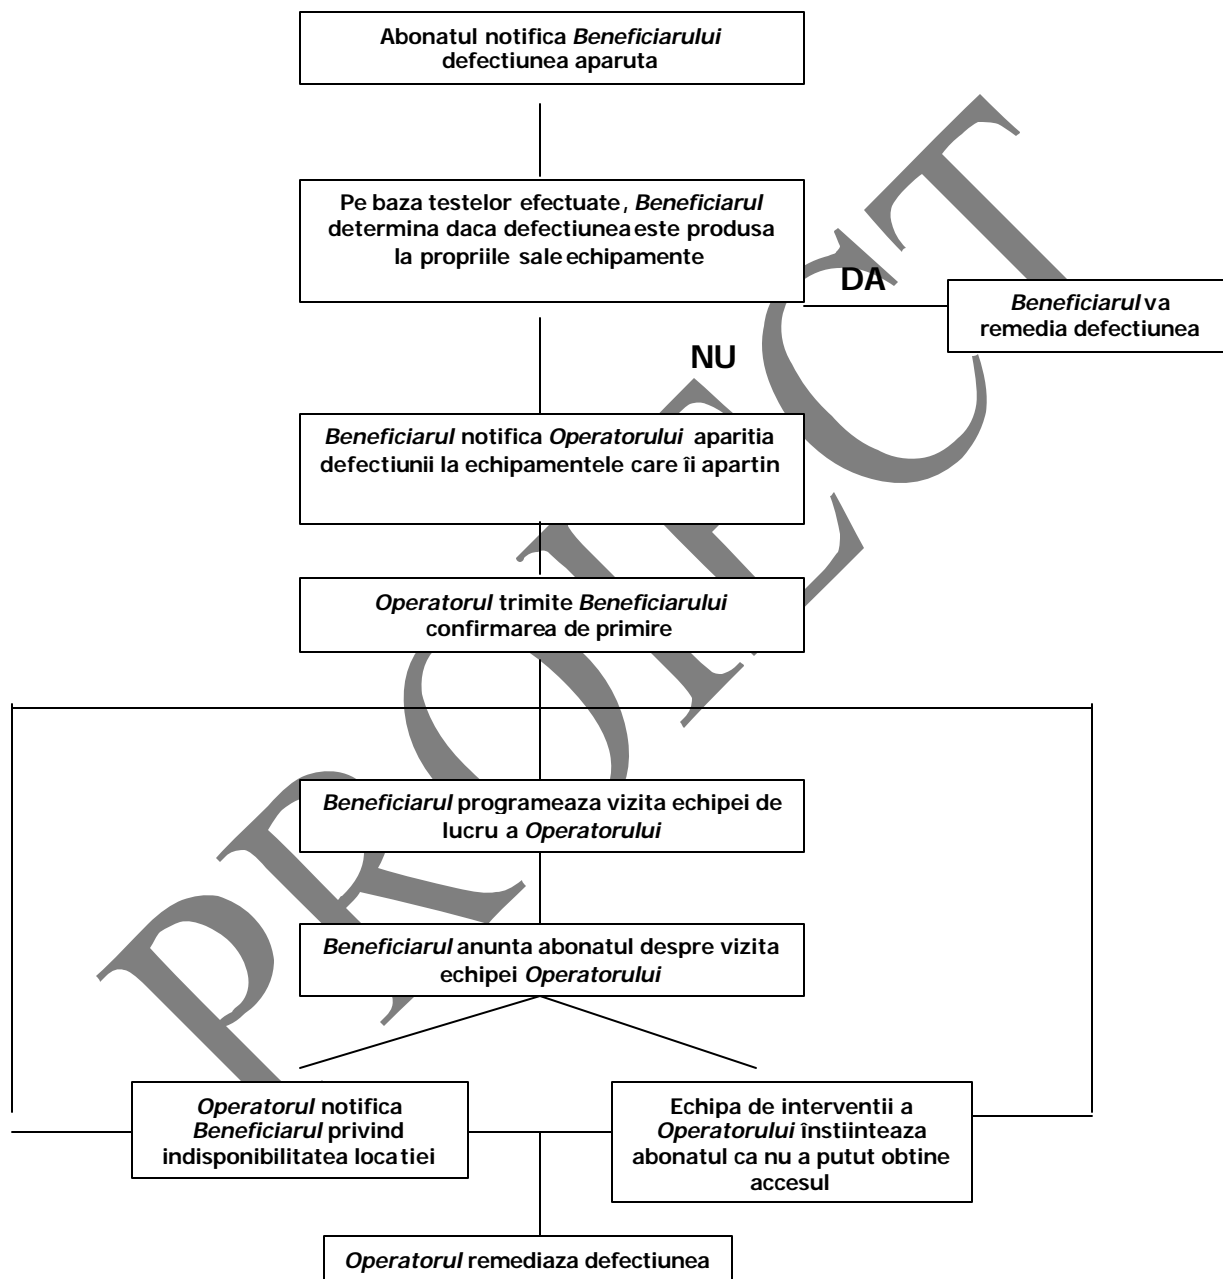 Abonatul notifica Beneficiarului
defectiunea aparuta
Pe baza testelor efectuate, Beneficiarul
determina daca defectiunea este produsa
la propriile sale echipamente
DA
Beneficiarul va
remedia defectiunea
NU
Beneficiarul notifica Operatorului aparitia
defectiunii la echipamentele care îi apartin
Operatorul trimite Beneficiarului
confirmarea de primire
Beneficiarul programeaza vizita echipei de
lucru a Operatorului
Beneficiarul anunta abonatul despre vizita
echipei Operatorului
Operatorul notifica
Beneficiarul privind
indisponibilitatea locatiei
Echipa de interventii a
Operatorului înstiinteaza
abonatul ca nu a putut obtine
accesul
Operatorul remediaza defectiunea
PROIECT